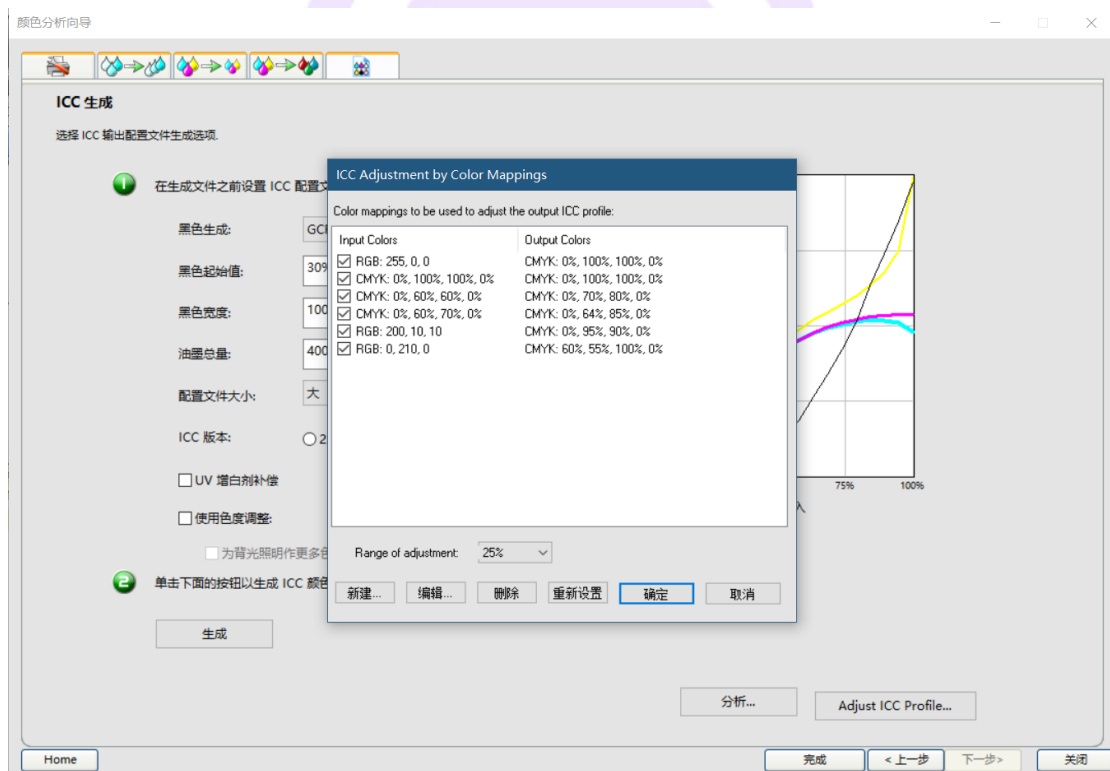 颜色分析向导
ICC 生成
选择 ICC 输出配置文件生成选项.
1 在生成文件之前设置 ICC 配置文
黑色生成: GCR
黑色起始值: 30%
黑色宽度: 100
油墨总量: 400
配置文件大小: 大
ICC 版本: 2
UV 增白剂补偿
使用色度调整:
为背光照明作更多色
2 单击下面的按钮以生成 ICC 颜色
生成
ICC Adjustment by Color Mappings
Color mappings to be used to adjust the output ICC profile:
Input Colors Output Colors
RGB: 255, 0, 0 CMYK: 0%, 100%, 100%, 0%
CMYK: 0%, 100%, 100%, 0% CMYK: 0%, 100%, 100%, 0%
CMYK: 0%, 60%, 60%, 0% CMYK: 0%, 70%, 80%, 0%
CMYK: 0%, 60%, 70%, 0% CMYK: 0%, 64%, 85%, 0%
RGB: 200, 10, 10 CMYK: 0%, 95%, 90%, 0%
RGB: 0, 210, 0 CMYK: 60%, 55%, 100%, 0%
Range of adjustment: 25%
新建... 编辑... 删除 重新设置 确定 取消
75% 100%
入
分析... Adjust ICC Profile...
Home 完成 <上一步 下一步> 关闭